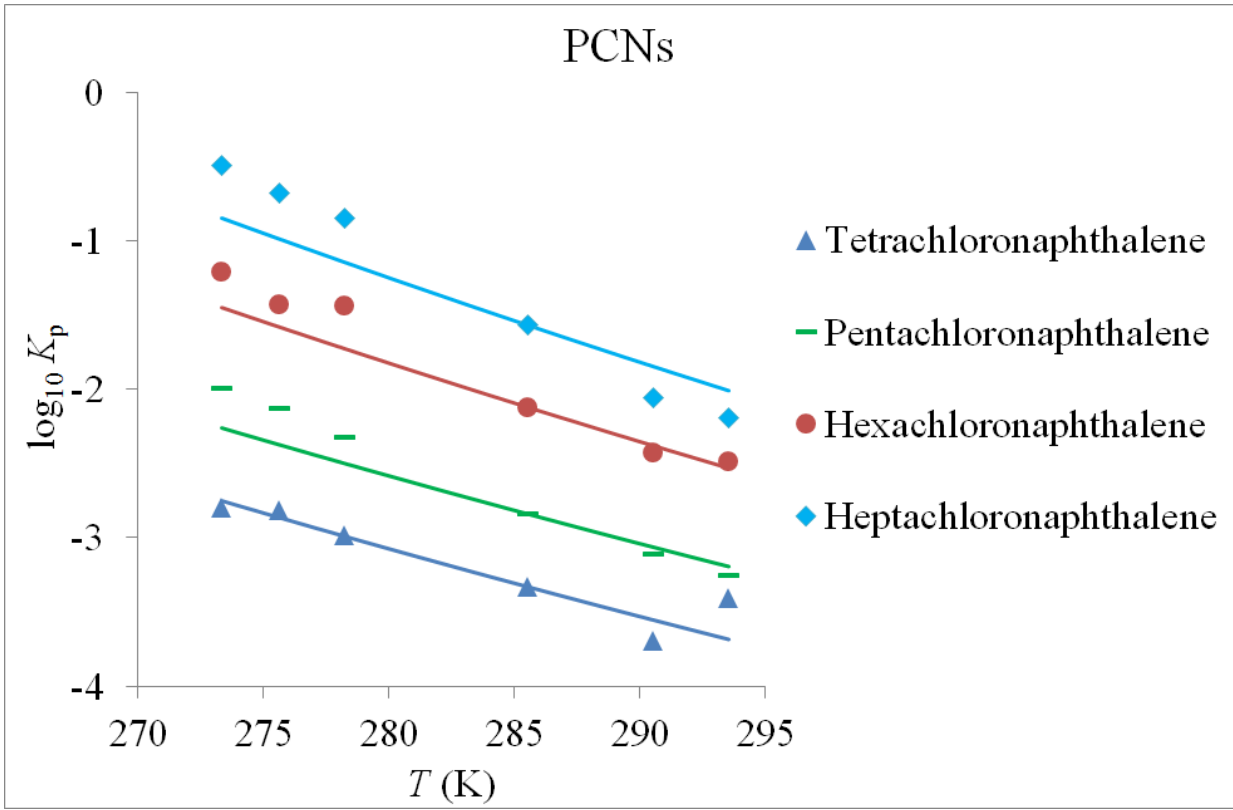 PCNs
0
-1
-2
-3
-4
log₁₀ Kₚ
270 275 280 285 290 295
T (K)
Tetrachloronaphthalene
Pentachloronaphthalene
Hexachloronaphthalene
Heptachloronaphthalene